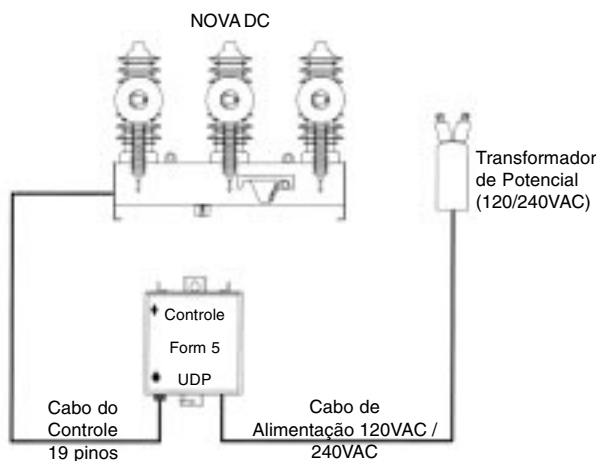 NOVA DC
Transformador
de Potencial
(120/240VAC)
Controle
Form 5
UDP
Cabo do
Controle
19 pinos
Cabo de
Alimentação 120VAC /
240VAC